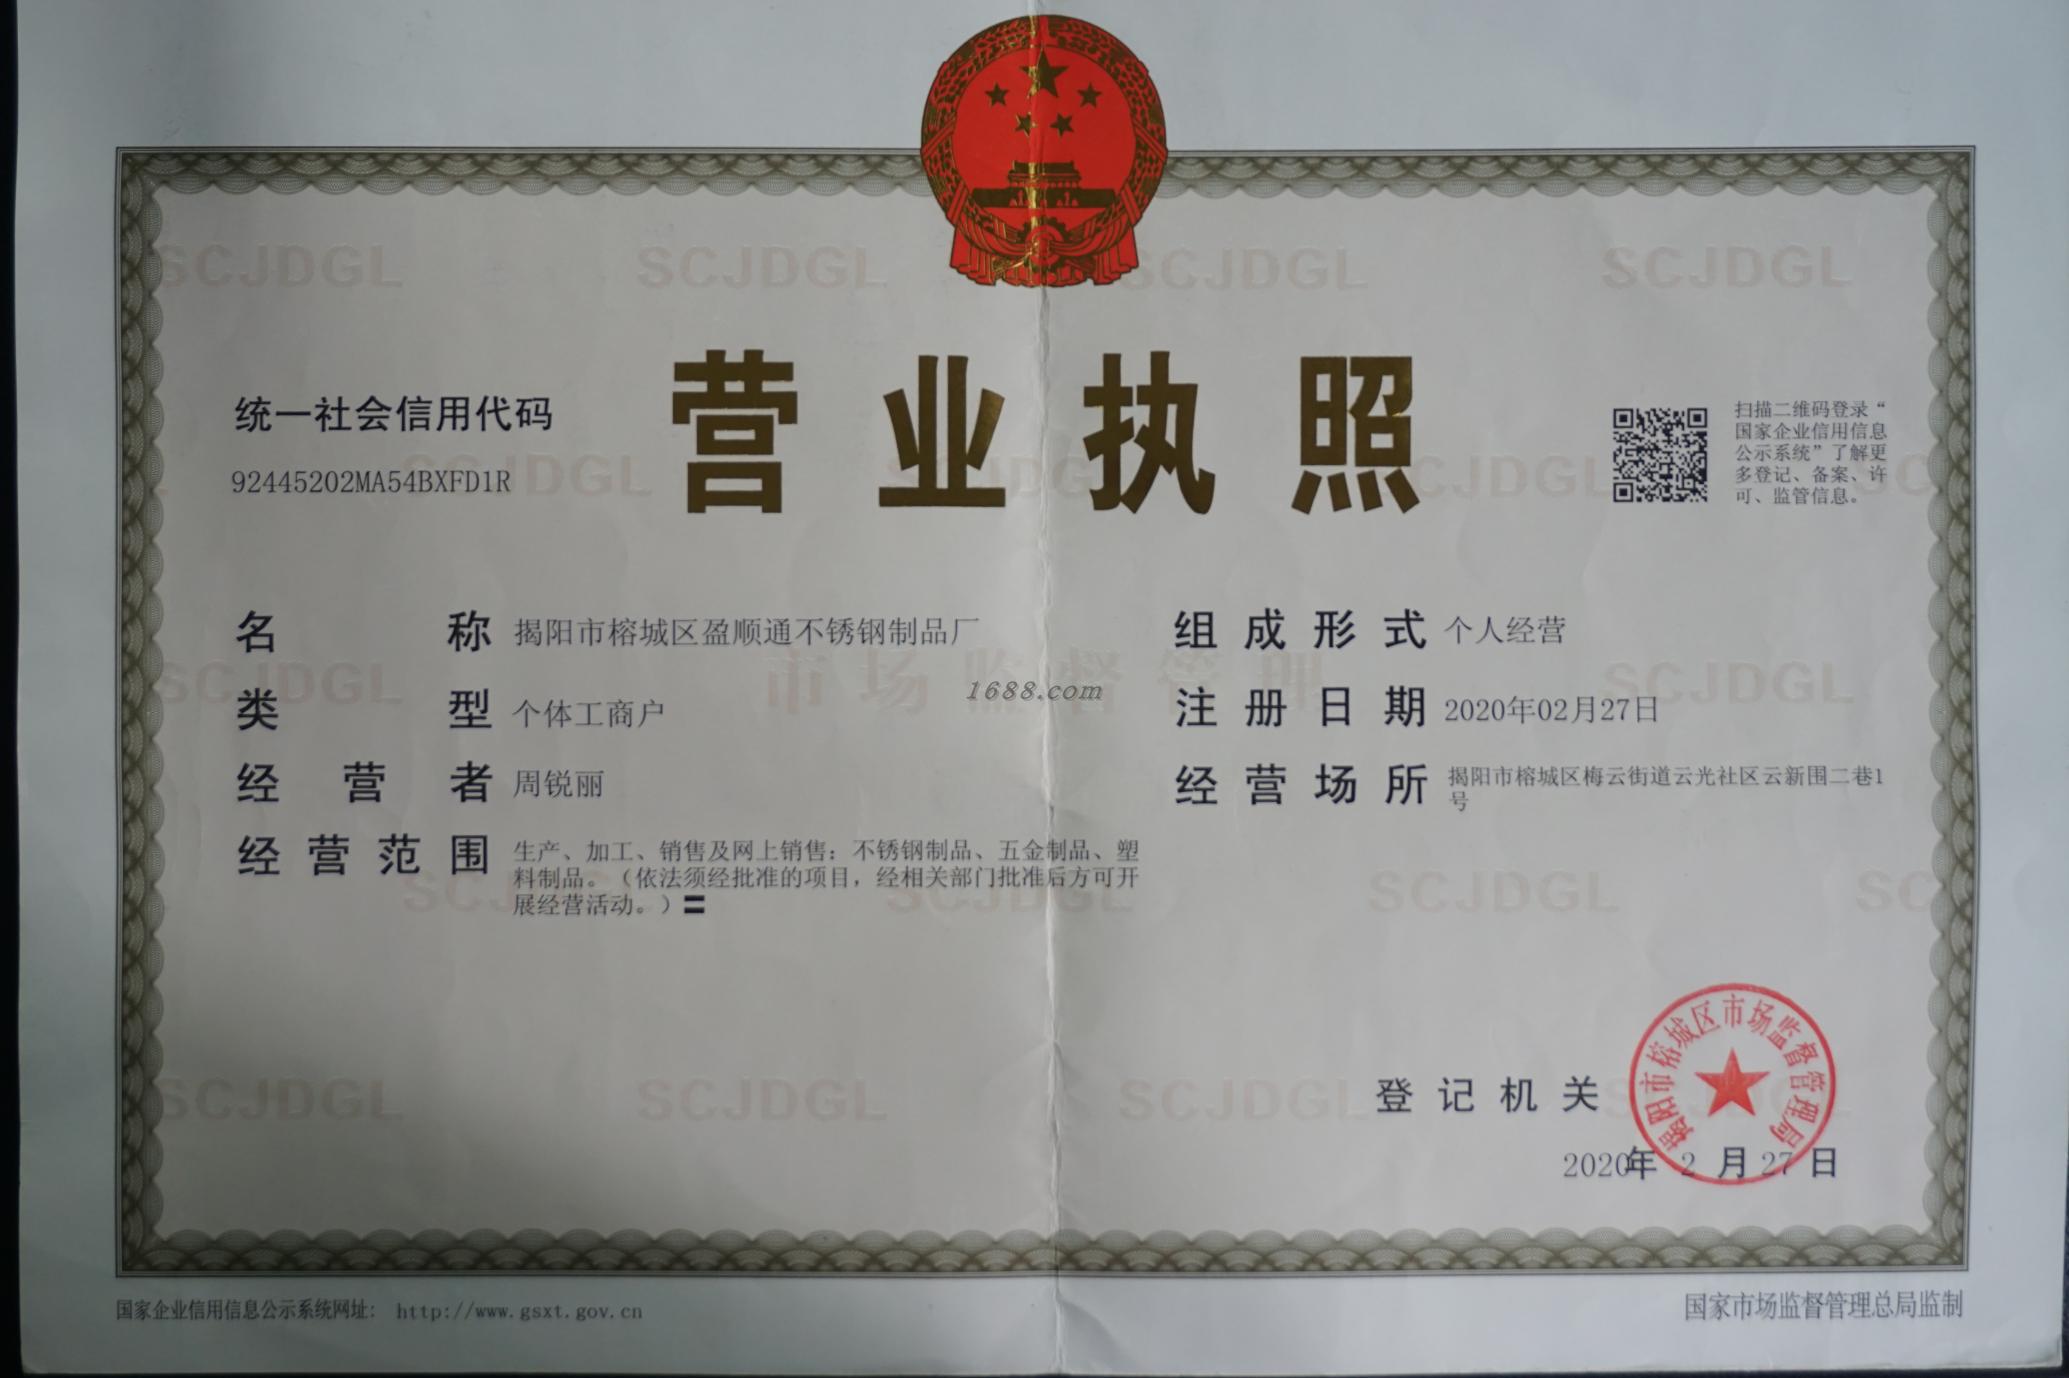 SCJDGL SCJDGL SCJDGL SCJDGL
营业执照
统一社会信用代码
92445202MA54BXFD1R
扫描二维码登录“
国家企业信用信息
公示系统”了解更
多登记、备案、许
可、监管信息。
名称 揭阳市榕城区盈顺通不锈钢制品厂
类型 个体工商户
经营者 周锐丽
经营范围 生产、加工、销售及网上销售：不锈钢制品、五金制品、塑
料制品。（依法须经批准的项目，经相关部门批准后方可开
展经营活动。）〓
组成形式 个人经营
注册日期 2020年02月27日
经营场所 揭阳市榕城区梅云街道云光社区云新围二巷1
号
市场监督管理
1688.com
登记机关
揭阳市榕城区市场监督管理局
2020年 2 月 27 日
国家企业信用信息公示系统网址: http://www.gsxt.gov.cn
国家市场监督管理总局监制